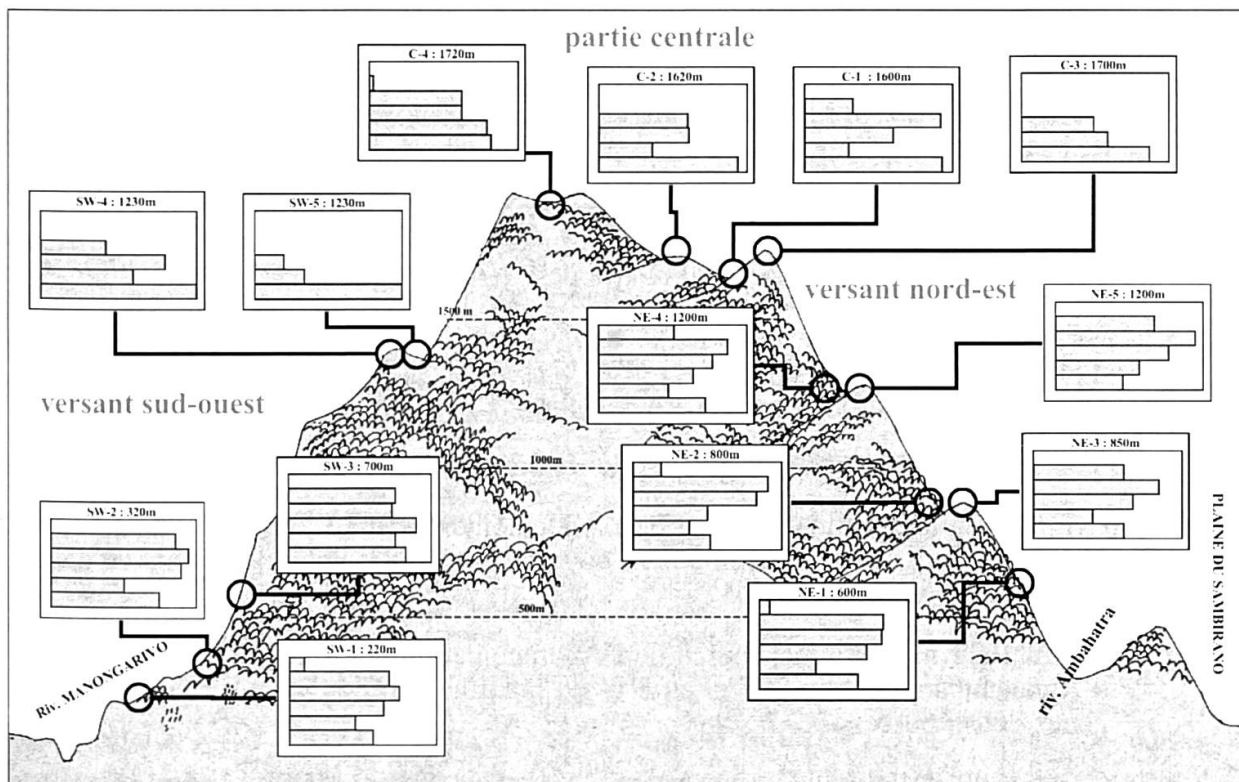 partie centrale
C-4 : 1720m
C-2 : 1620m
C-1 : 1600m
C-3 : 1700m
SW-4 : 1230m
SW-5 : 1230m
versant nord-est
1500 m
NE-4 : 1200m
NE-5 : 1200m
versant sud-ouest
SW-3 : 700m
1000m
NE-2 : 800m
NE-3 : 850m
SW-2 : 320m
500m
NE-1 : 600m
SW-1 : 220m
Riv. MANONGARIVO
riv. Ambahatra
PLAINE DU SAMBIRANO